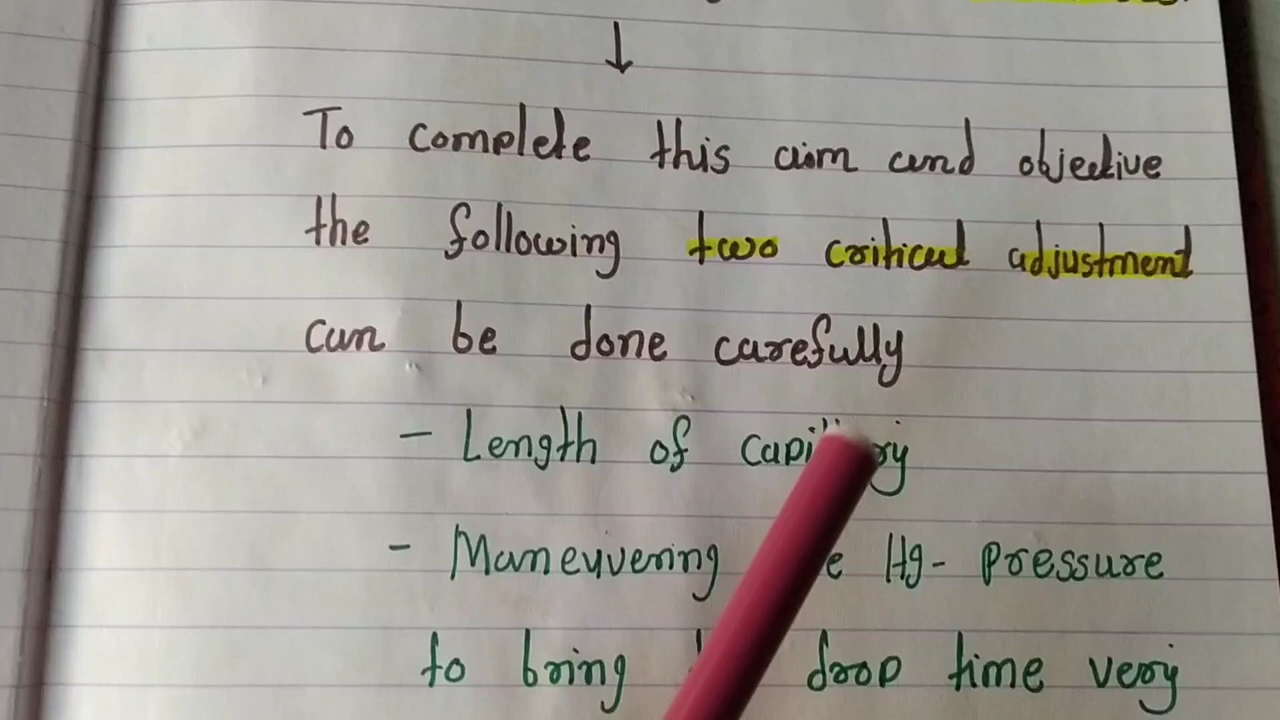 To complete this aim and objective
the following two critical adjustment
can be done carefully
- Length of
- Maneuvering Hg- Pressure
to bring drop time very